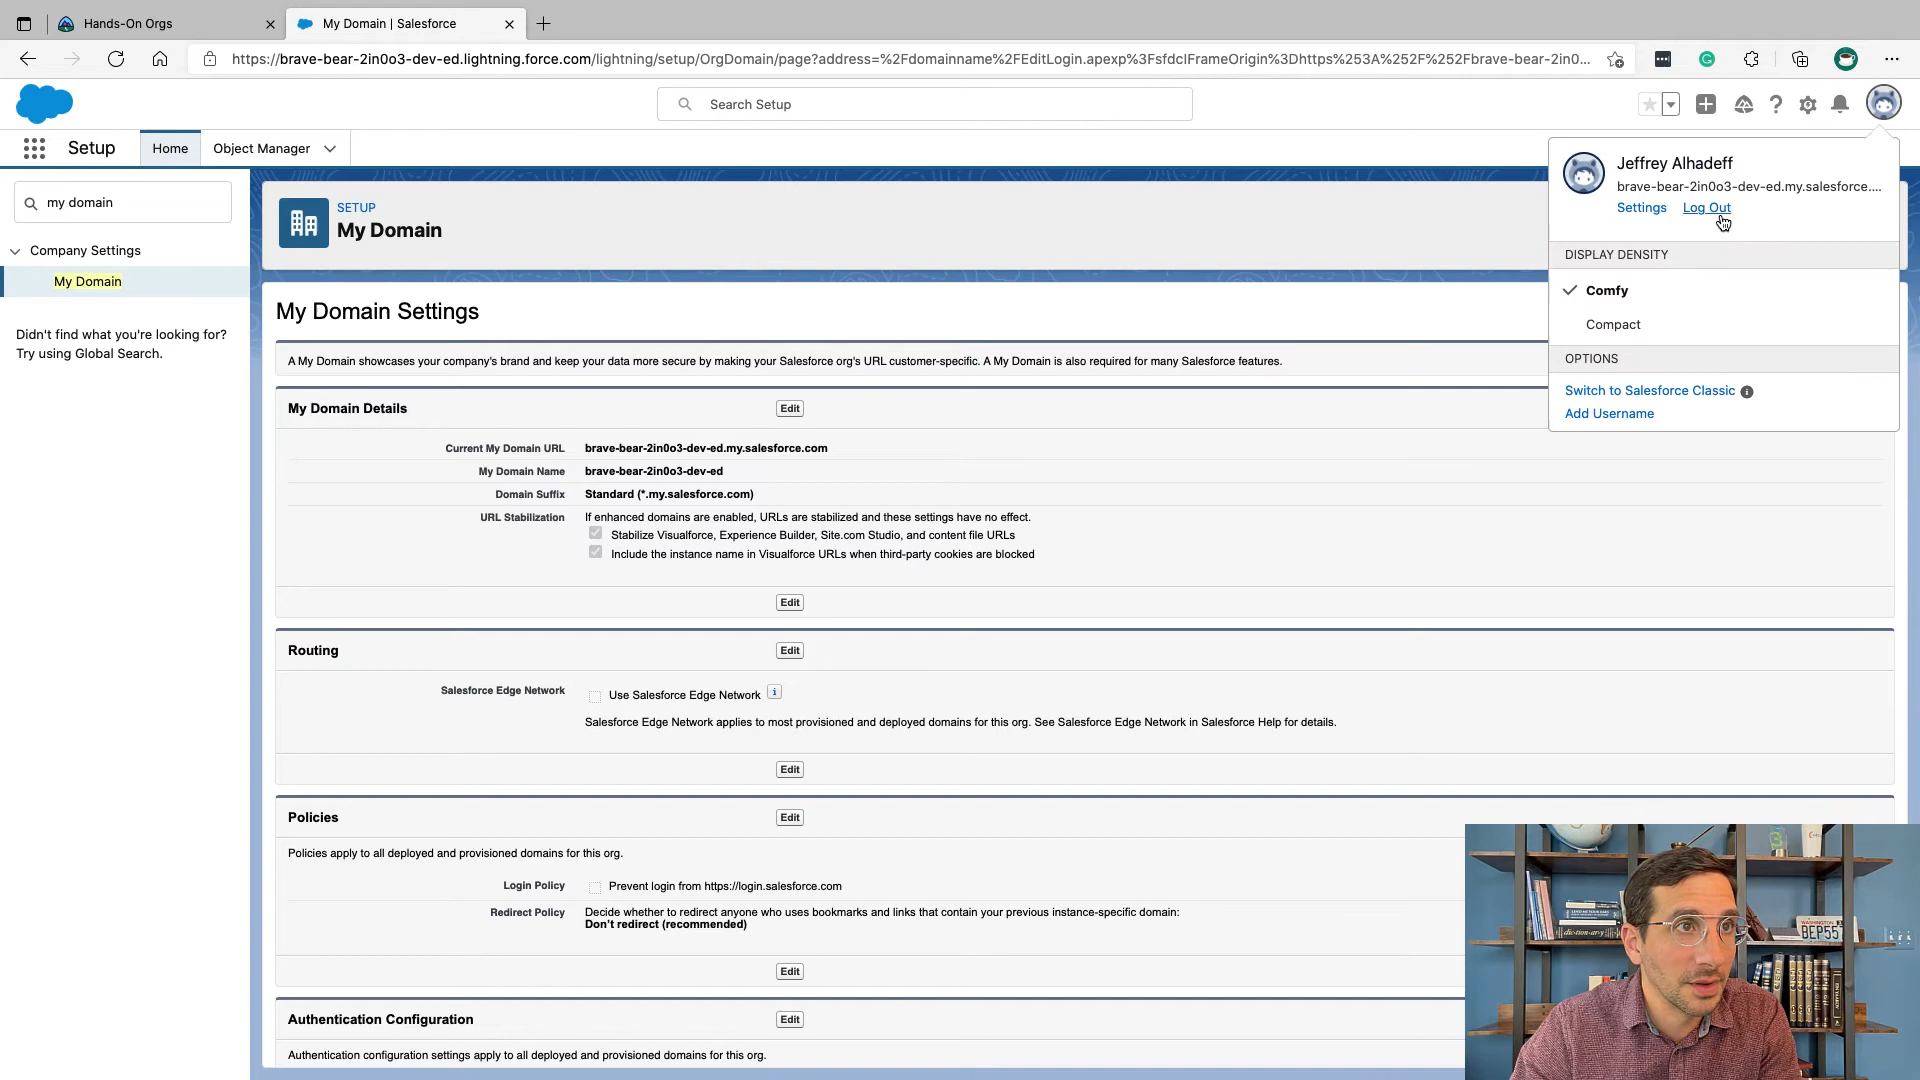 Hands-On Orgs
My Domain | Salesforce
https://brave-bear-2in0o3-dev-ed.lightning.force.com/lightning/setup/OrgDomain/page?address=%2Fdomainname%2FEditLogin.apexp%3FsfdcIFrameOrigin%3Dhttps%253A%252F%252Fbrave-bear-2in0...
Search Setup
Setup
Home
Object Manager
my domain
Company Settings
My Domain
Didn't find what you're looking for?
Try using Global Search.
SETUP
My Domain
Jeffrey Alhadeff
brave-bear-2in0o3-dev-ed.my.salesforce....
Settings
Log Out
DISPLAY DENSITY
Comfy
Compact
OPTIONS
Switch to Salesforce Classic
Add Username
My Domain Settings
A My Domain showcases your company's brand and keep your data more secure by making your Salesforce org's URL customer-specific. A My Domain is also required for many Salesforce features.
My Domain Details Edit
Current My Domain URL brave-bear-2in0o3-dev-ed.my.salesforce.com
My Domain Name brave-bear-2in0o3-dev-ed
Domain Suffix Standard (*.my.salesforce.com)
URL Stabilization If enhanced domains are enabled, URLs are stabilized and these settings have no effect.
Stabilize Visualforce, Experience Builder, Site.com Studio, and content file URLs
Include the instance name in Visualforce URLs when third-party cookies are blocked
Edit
Routing Edit
Salesforce Edge Network Use Salesforce Edge Network
Salesforce Edge Network applies to most provisioned and deployed domains for this org. See Salesforce Edge Network in Salesforce Help for details.
Edit
Policies Edit
Policies apply to all deployed and provisioned domains for this org.
Login Policy Prevent login from https://login.salesforce.com
Redirect Policy Decide whether to redirect anyone who uses bookmarks and links that contain your previous instance-specific domain:
Don't redirect (recommended)
Edit
Authentication Configuration Edit
Authentication configuration settings apply to all deployed and provisioned domains for this org.
WASHINGTON
BEP557
dic·tion·ar·y